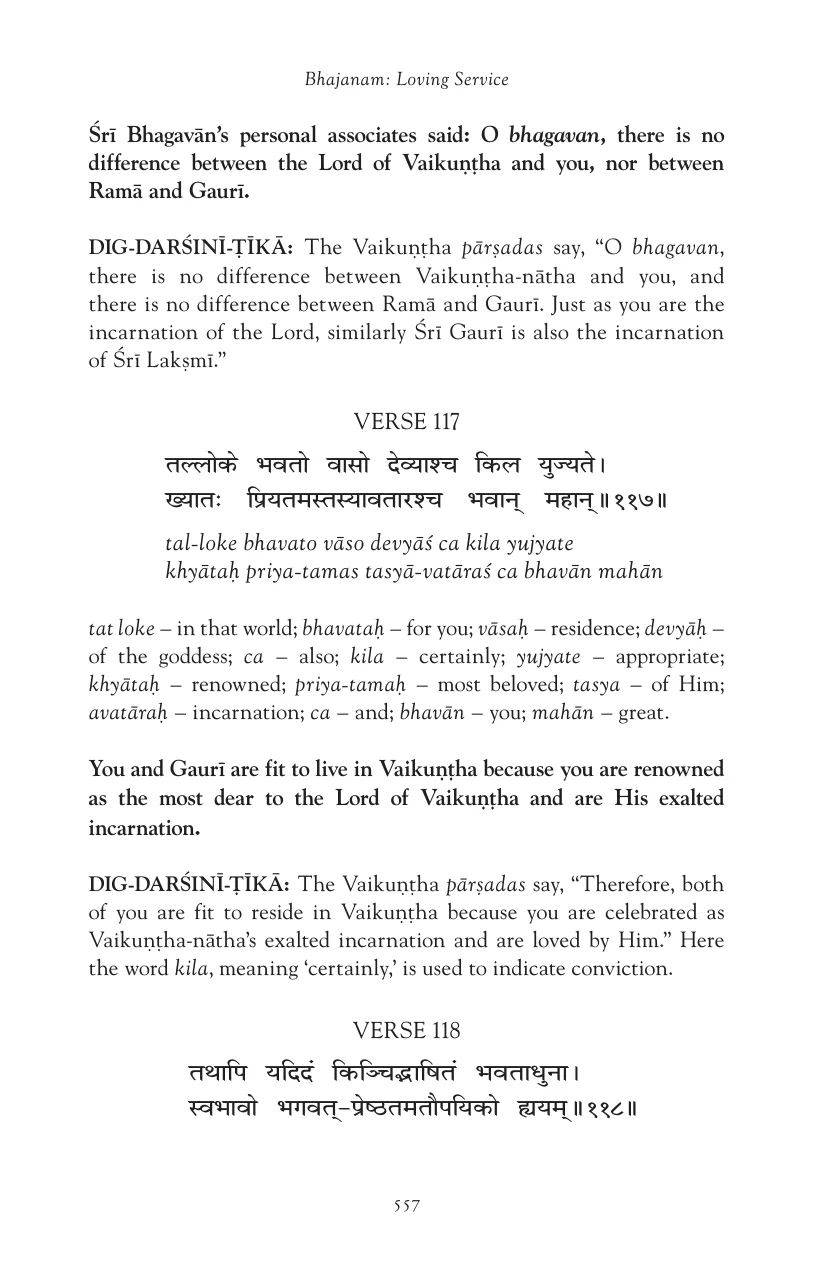 Bhajanam: Loving Service
Śrī Bhagavān’s personal associates said: O bhagavan, there is no
difference between the Lord of Vaikuṇṭha and you, nor between
Ramā and Gaurī.
DIG-DARŚINĪ-ṬĪKĀ: The Vaikuṇṭha pārṣadas say, “O bhagavan,
there is no difference between Vaikuṇṭha-nātha and you, and
there is no difference between Ramā and Gaurī. Just as you are the
incarnation of the Lord, similarly Śrī Gaurī is also the incarnation
of Śrī Lakṣmī.”
VERSE 117
तल्लोके भवतो वासो देव्याश्च किल युज्यते।
ख्यातः प्रियतमस्तस्यावतारश्च भवान् महान्॥११७॥
tal-loke bhavato vāso devyāś ca kila yujyate
khyātaḥ priya-tamas tasyā-vatāraś ca bhavān mahān
tat loke – in that world; bhavataḥ – for you; vāsaḥ – residence; devyāḥ –
of the goddess; ca – also; kila – certainly; yujyate – appropriate;
khyātaḥ – renowned; priya-tamaḥ – most beloved; tasya – of Him;
avatāraḥ – incarnation; ca – and; bhavān – you; mahān – great.
You and Gaurī are fit to live in Vaikuṇṭha because you are renowned
as the most dear to the Lord of Vaikuṇṭha and are His exalted
incarnation.
DIG-DARŚINĪ-ṬĪKĀ: The Vaikuṇṭha pārṣadas say, “Therefore, both
of you are fit to reside in Vaikuṇṭha because you are celebrated as
Vaikuṇṭha-nātha’s exalted incarnation and are loved by Him.” Here
the word kila, meaning ‘certainly,’ is used to indicate conviction.
VERSE 118
तथापि यदिदं किञ्चिद्भाषितं भवताधुना।
स्वभावो भगवत्-प्रेष्ठतमतौपयिको ह्ययम्॥११८॥
557